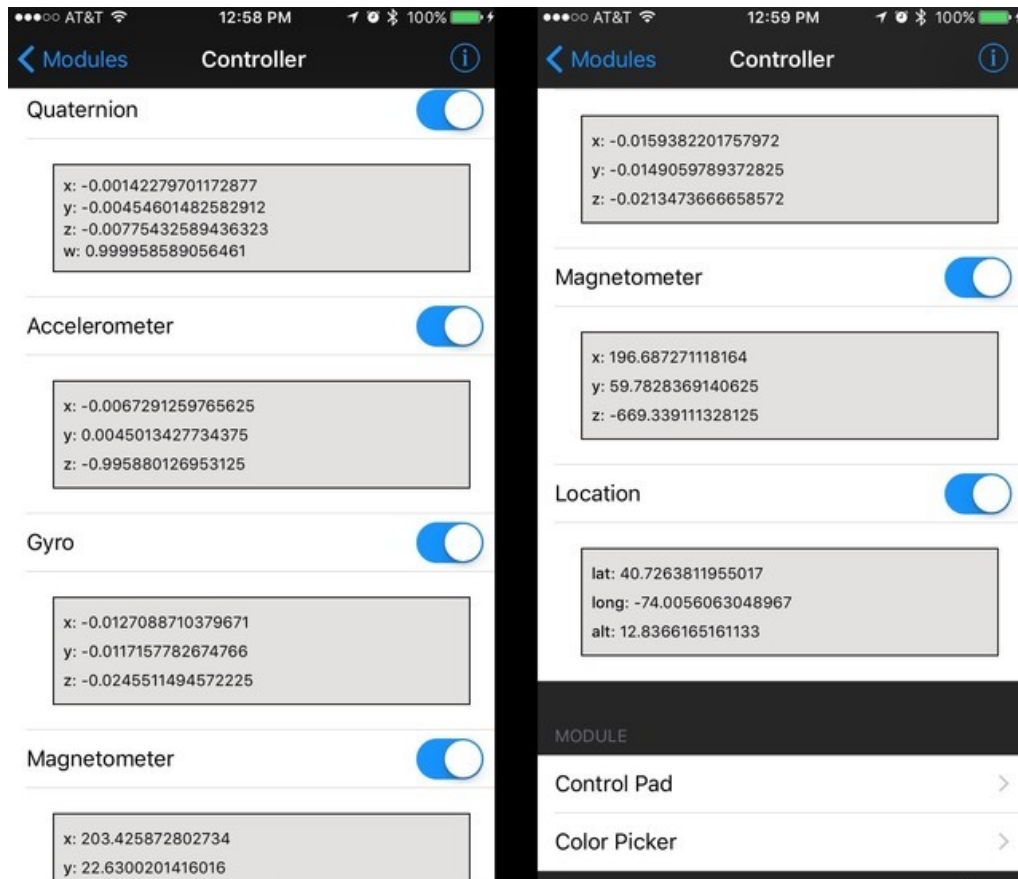 AT&T 12:58 PM 100%
Modules Controller
Quaternion
x: -0.00142279701172877
y: -0.00454601482582912
z: -0.00775432589436323
w: 0.999958589056461
Accelerometer
x: -0.0067291259765625
y: 0.0045013427734375
z: -0.995880126953125
Gyro
x: -0.0127088710379671
y: -0.0117157782674766
z: -0.0245511494572225
Magnetometer
x: 203.425872802734
y: 22.6300201416016
AT&T 12:59 PM 100%
Modules Controller
x: -0.0159382201757972
y: -0.0149059789372825
z: -0.0213473666658572
Magnetometer
x: 196.687271118164
y: 59.7828369140625
z: -669.339111328125
Location
lat: 40.7263811955017
long: -74.0056063048967
alt: 12.8366165161133
MODULE
Control Pad
Color Picker